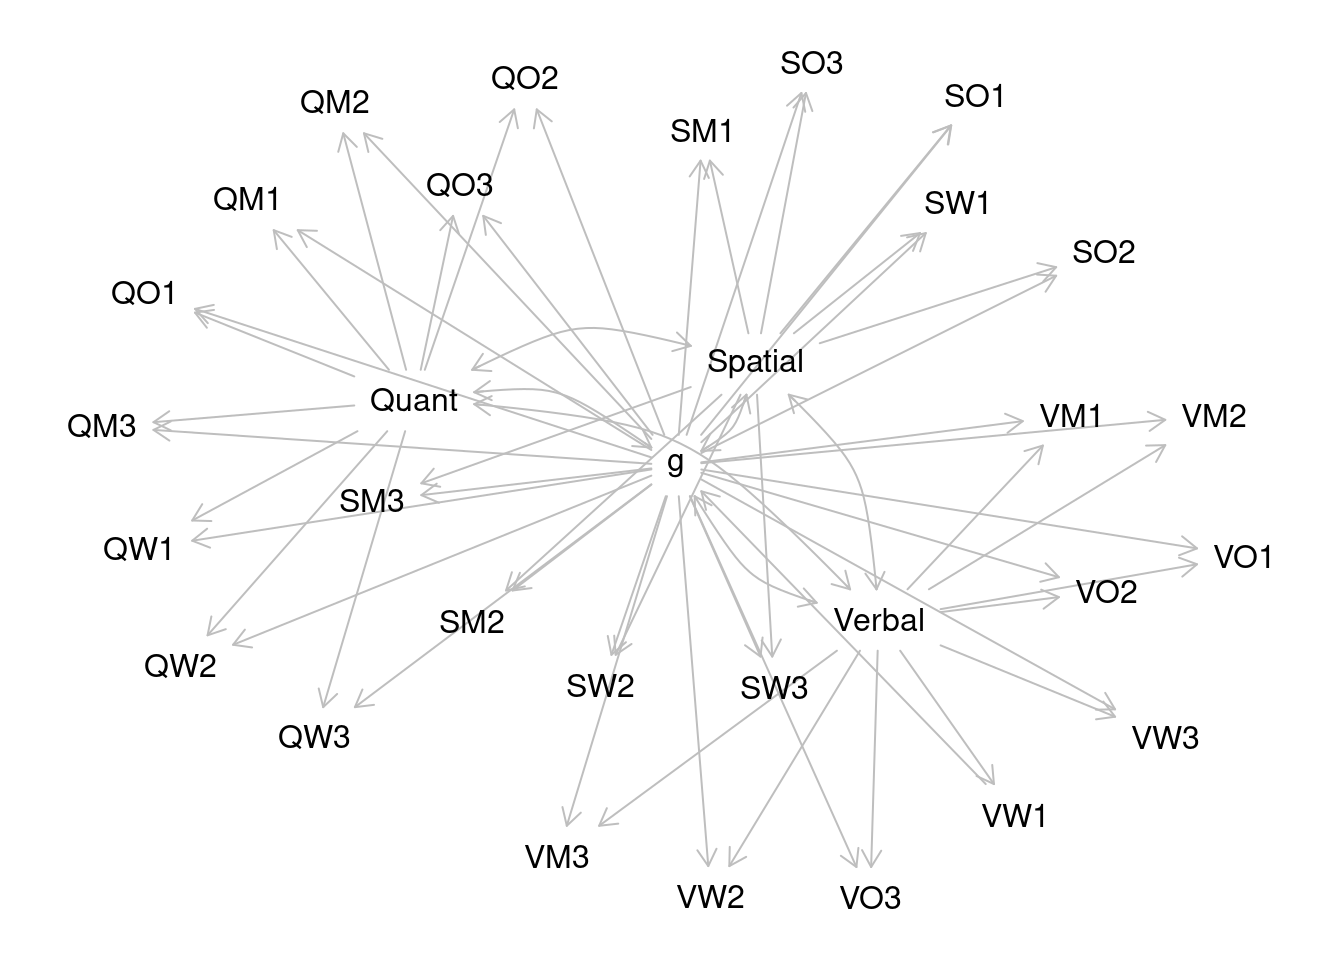 SO3
QO2
SO1
QM2
SM1
QO3
QM1
SW1
SO2
QO1
Spatial
Quant
VM1
VM2
QM3
g
SM3
QW1
VO1
VO2
Verbal
SM2
QW2
SW2
SW3
QW3
VW3
VW1
VM3
VW2
VO3